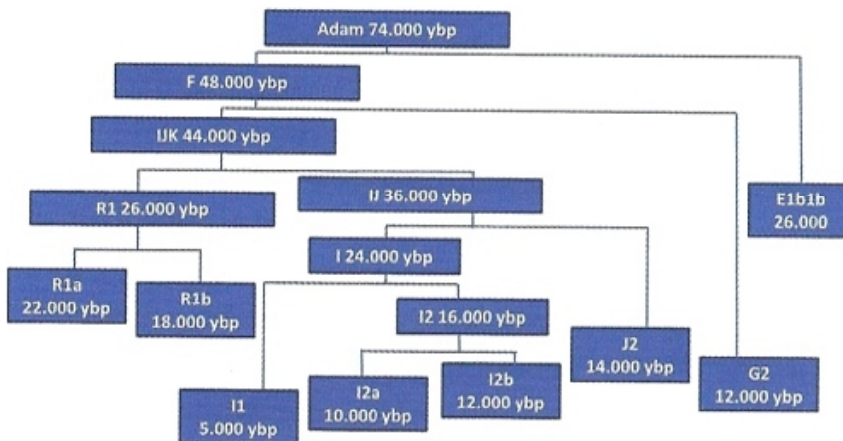 Adam 74.000 ybp
F 48.000 ybp
IJK 44.000 ybp
R1 26.000 ybp
IJ 36.000 ybp
E1b1b
26.000
I 24.000 ybp
R1a
22.000 ybp
R1b
18.000 ybp
I2 16.000 ybp
J2
14.000 ybp
G2
12.000 ybp
I1
5.000 ybp
I2a
10.000 ybp
I2b
12.000 ybp